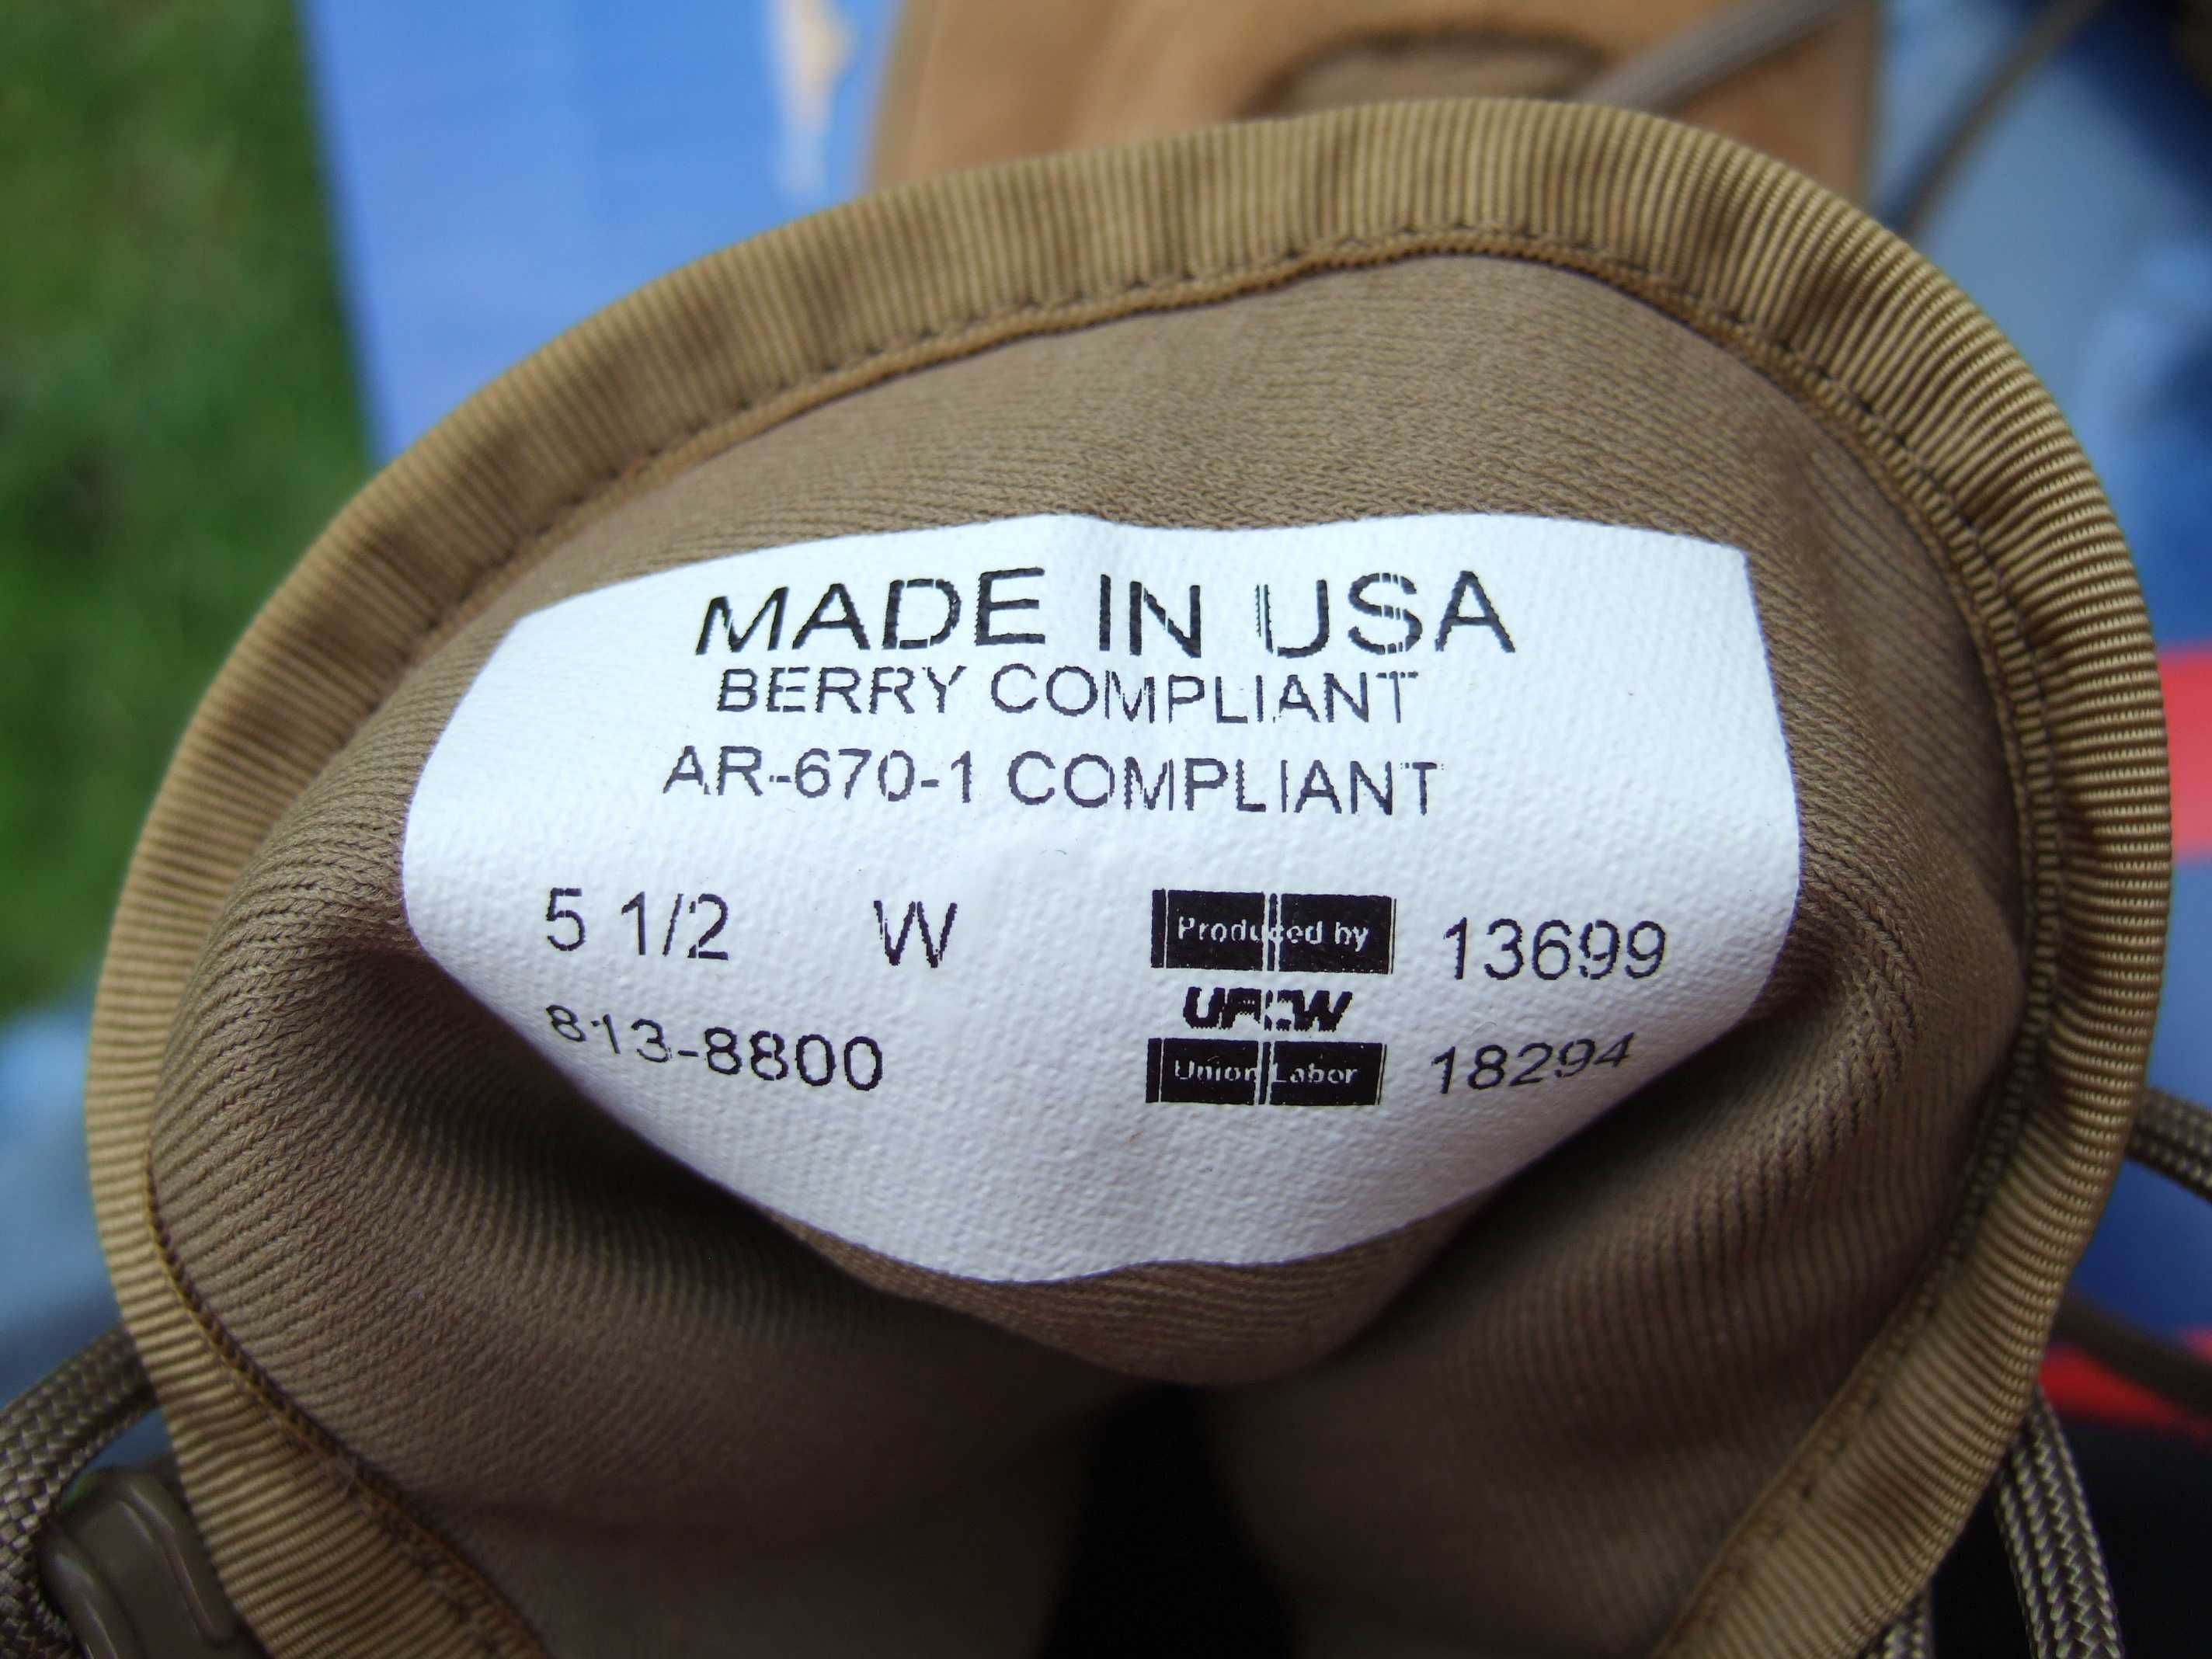 MADE IN USA
BERRY COMPLIANT
AR-670-1 COMPLIANT
5 1/2 W Produced by 13699
UFCW
813-8800 Union Labor 18294